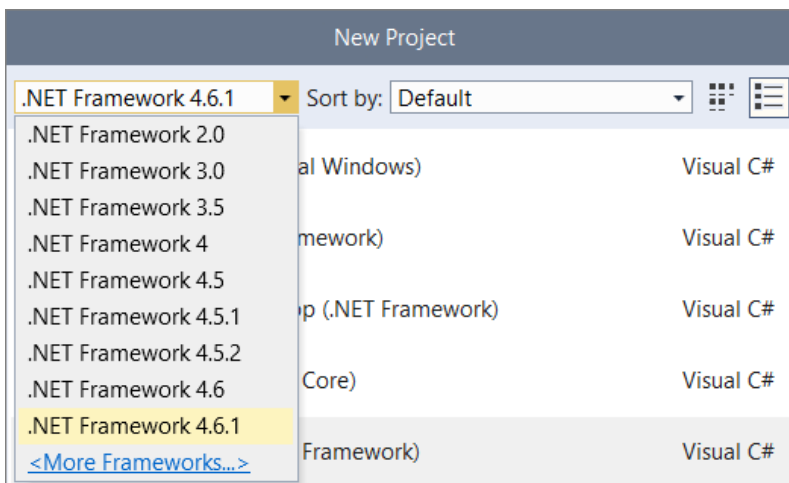 New Project
.NET Framework 4.6.1 Sort by: Default
.NET Framework 2.0
.NET Framework 3.0 al Windows) Visual C#
.NET Framework 3.5
.NET Framework 4 mework) Visual C#
.NET Framework 4.5
.NET Framework 4.5.1 pp (.NET Framework) Visual C#
.NET Framework 4.5.2
.NET Framework 4.6 Core) Visual C#
.NET Framework 4.6.1
<More Frameworks...> Framework) Visual C#